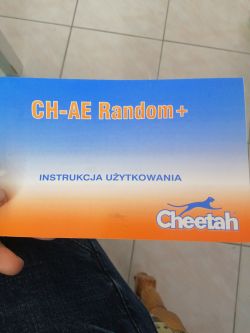 CH-AE Random+
INSTRUKCJA UŻYTKOWANIA
Cheetah